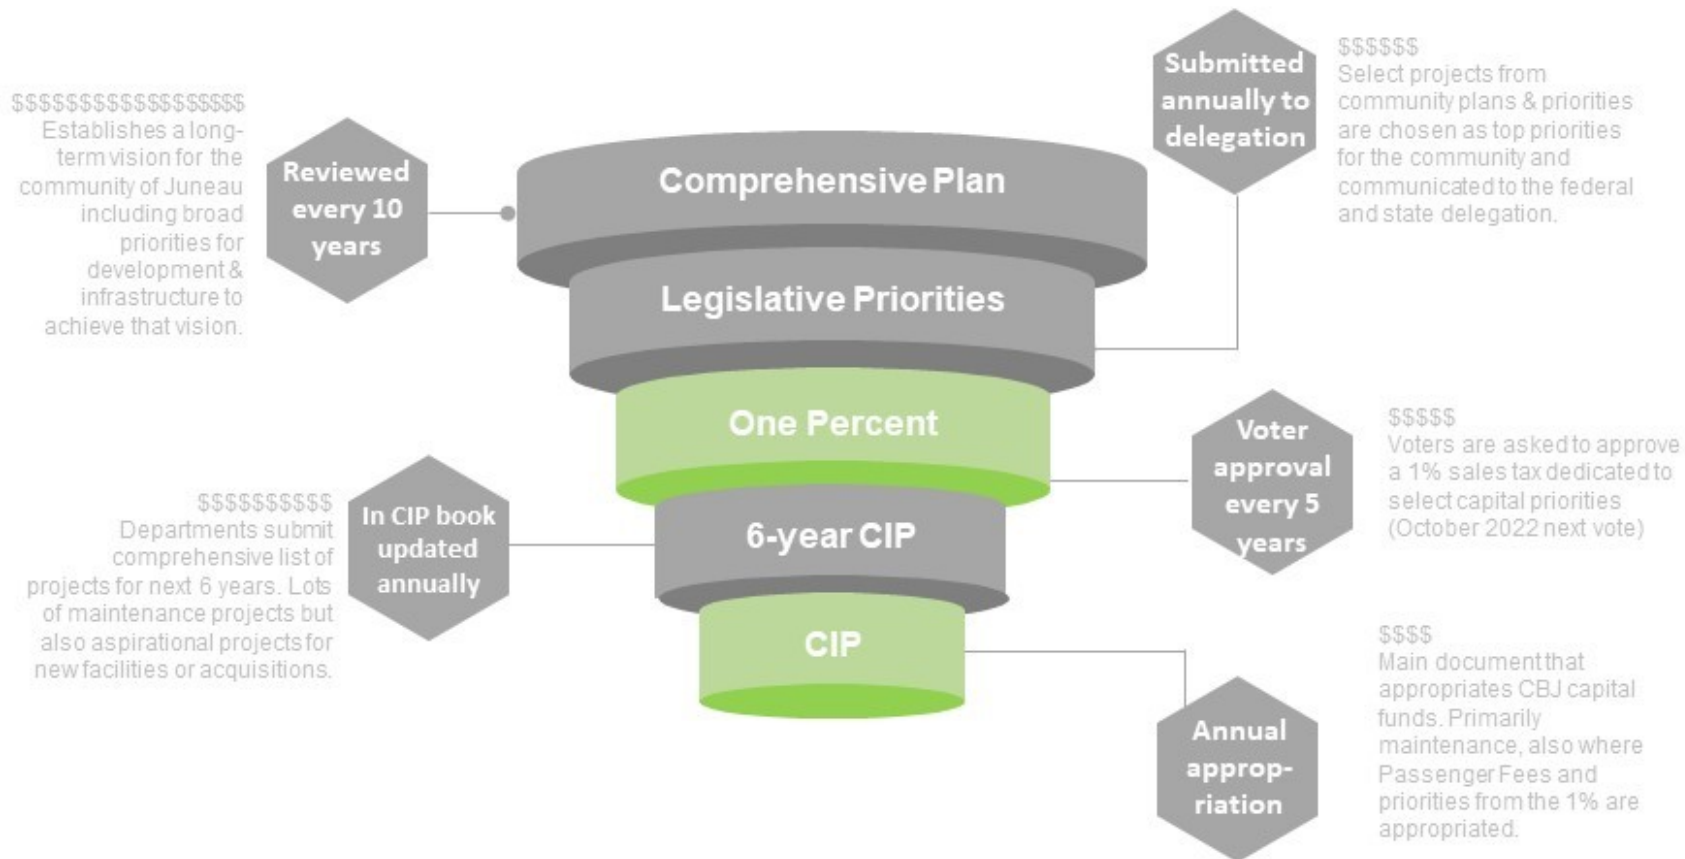 $$$$$$$$$$$$$$$$$
Establishes a long-
term vision for the
community of Juneau
including broad
priorities for
development &
infrastructure to
achieve that vision.
Reviewed
every 10
years
Comprehensive Plan
Submitted
annually to
delegation
$$$$$$
Select projects from
community plans & priorities
are chosen as top priorities
for the community and
communicated to the federal
and state delegation.
Legislative Priorities
One Percent
Voter
approval
every 5
years
$$$$$
Voters are asked to approve
a 1% sales tax dedicated to
select capital priorities
(October 2022 next vote)
$$$$$$$$$$
Departments submit
comprehensive list of
projects for next 6 years. Lots
of maintenance projects but
also aspirational projects for
new facilities or acquisitions.
In CIP book
updated
annually
6-year CIP
CIP
Annual
approp-
riation
$$$$
Main document that
appropriates CBJ capital
funds. Primarily
maintenance, also where
Passenger Fees and
priorities from the 1% are
appropriated.